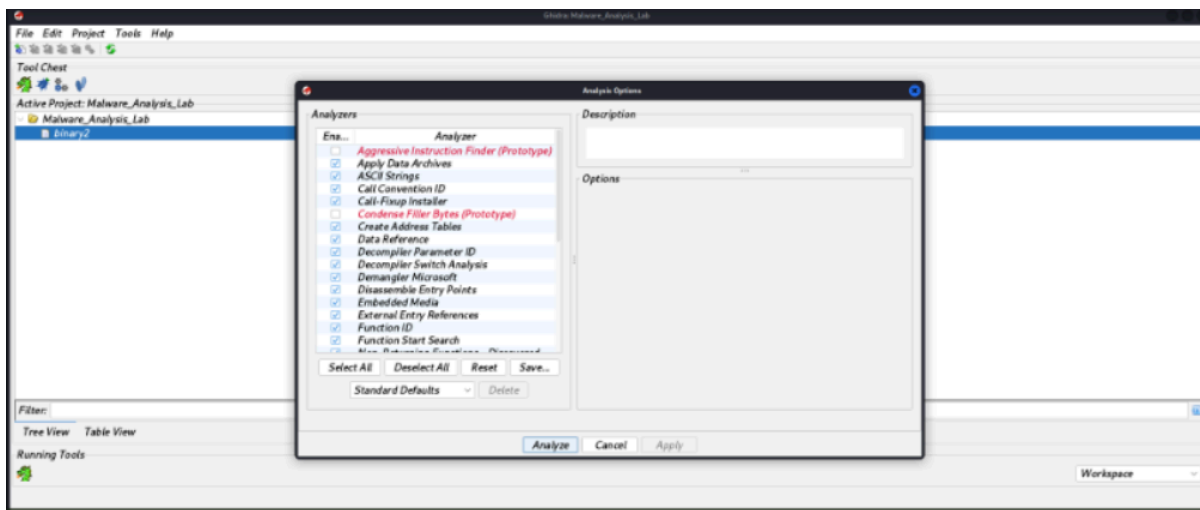 Ghidra: Malware_Analysis_Lab
File Edit Project Tools Help
Tool Chest
Active Project: Malware_Analysis_Lab
Malware_Analysis_Lab
binary2
Filter:
Tree View Table View
Running Tools
Workspace
Analysis Options
Analyzers
Ena... Analyzer
Aggressive Instruction Finder (Prototype)
Apply Data Archives
ASCII Strings
Call Convention ID
Call-Fixup Installer
Condense Filler Bytes (Prototype)
Create Address Tables
Data Reference
Decompiler Parameter ID
Decompiler Switch Analysis
Demangler Microsoft
Disassemble Entry Points
Embedded Media
External Entry References
Function ID
Function Start Search
Non-Returning Functions - Discovered
Select All Deselect All Reset Save...
Standard Defaults Delete
Description
Options
Analyze Cancel Apply